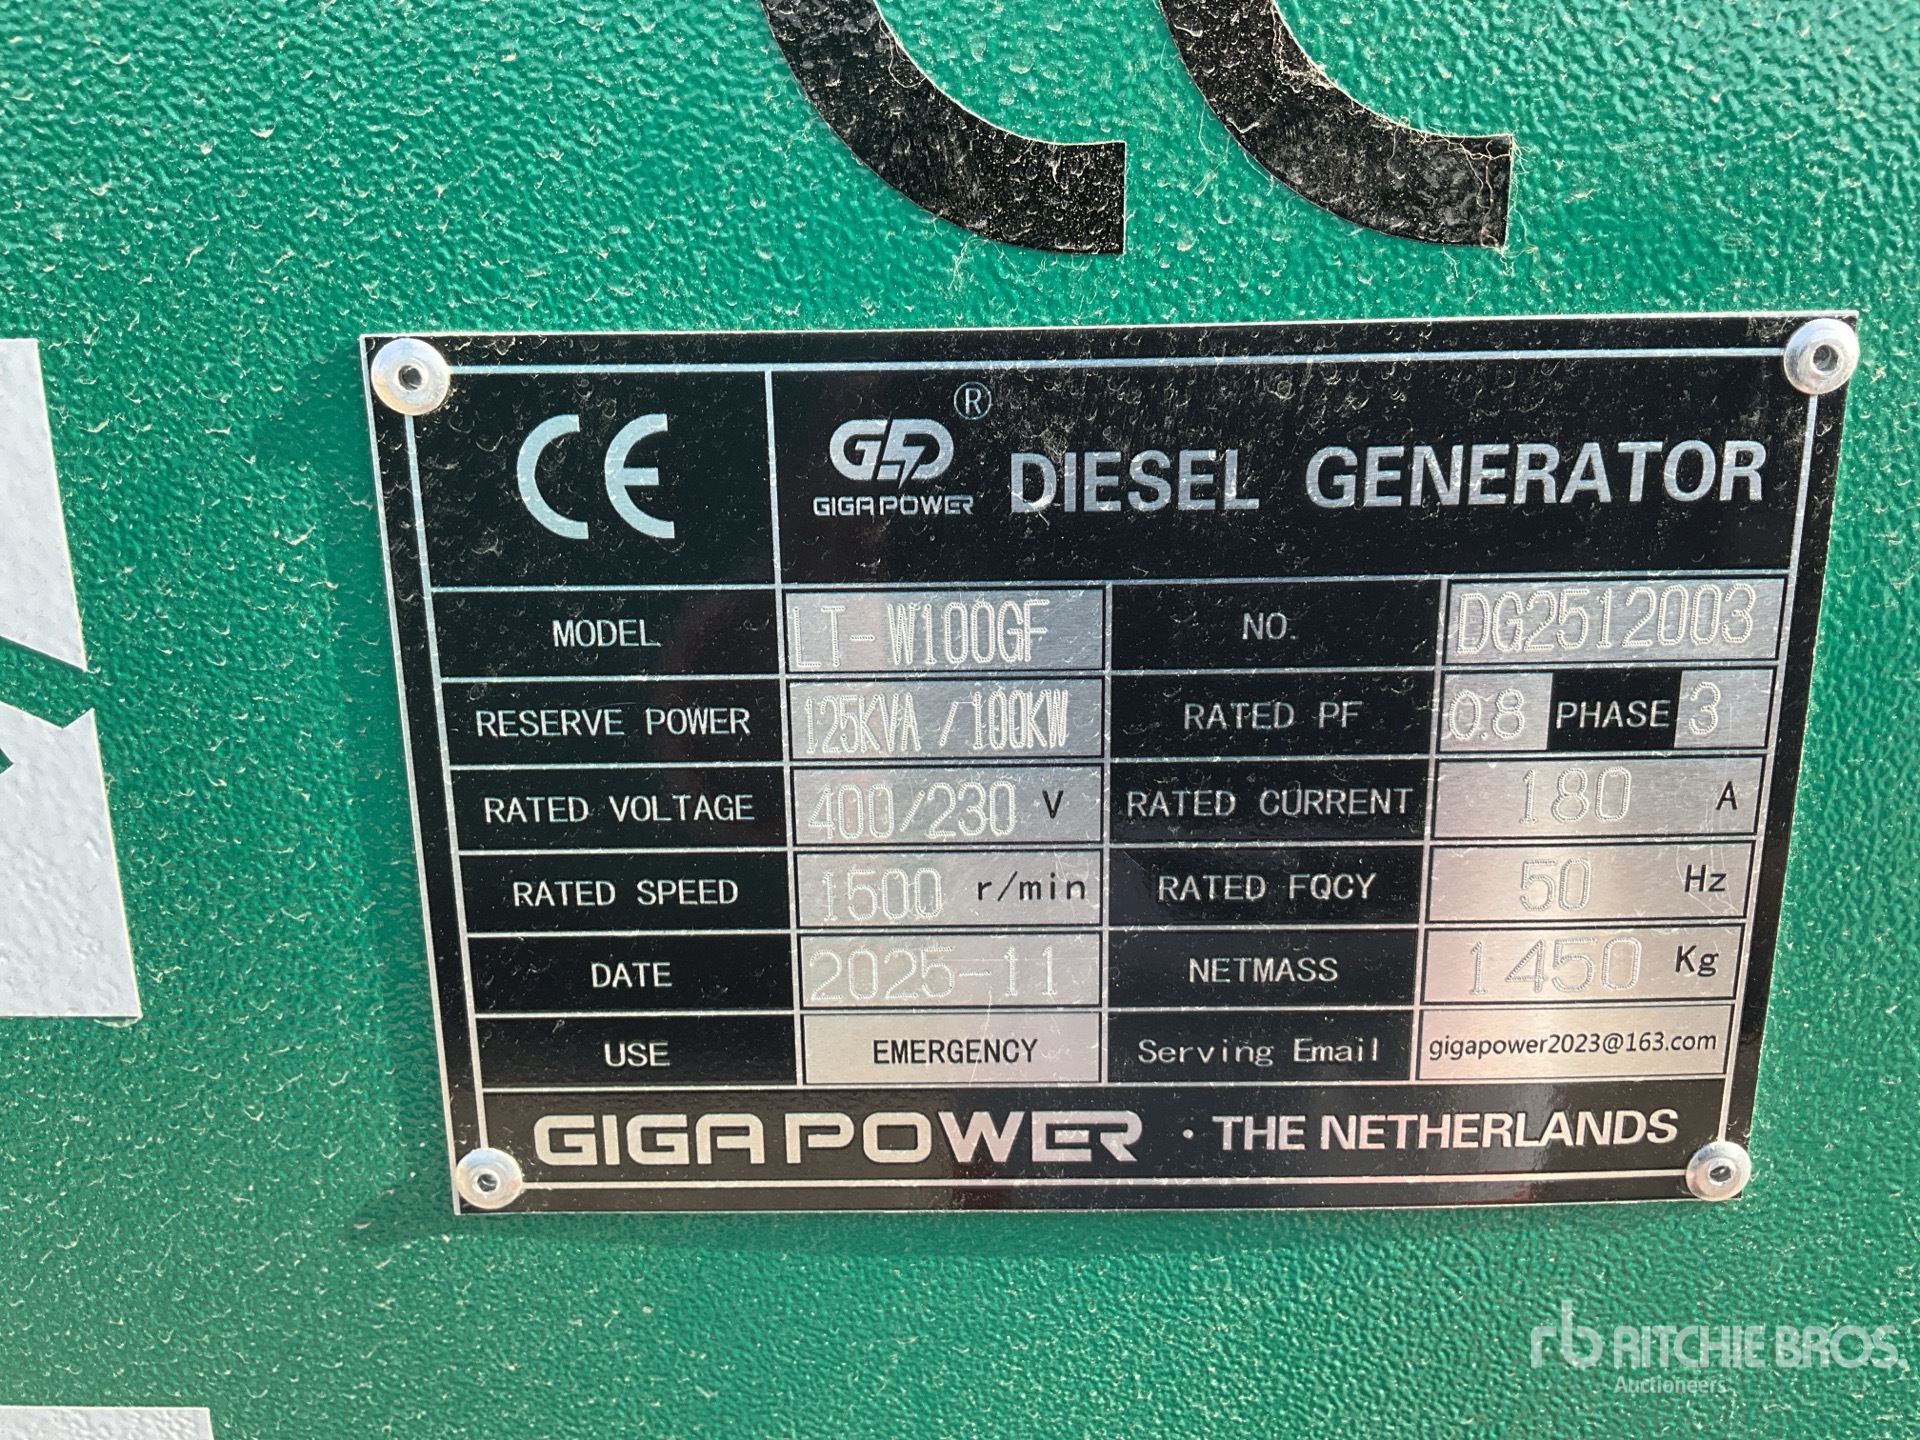 CE GD ® DIESEL GENERATOR
GIGA POWER
MODEL LT-W100GF NO. DG2512003
RESERVE POWER 125KVA/100KW RATED PF 0.8 PHASE 3
RATED VOLTAGE 400/230 V RATED CURRENT 180 A
RATED SPEED 1500 r/min RATED FQCY 50 Hz
DATE 2025-11 NETMASS 1450 Kg
USE EMERGENCY Serving Email gigapower2023@163.com
GIGA POWER · THE NETHERLANDS
rb RITCHIE BROS.
Auctioneers